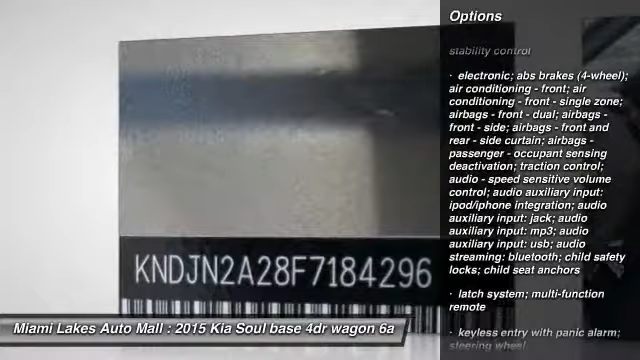 Options
stability control
· electronic; abs brakes (4-wheel);
air conditioning - front; air
conditioning - front - single zone;
airbags - front - dual; airbags -
front - side; airbags - front and
rear - side curtain; airbags -
passenger - occupant sensing
deactivation; traction control;
audio - speed sensitive volume
control; audio auxiliary input:
ipod/iphone integration; audio
auxiliary input: jack; audio
auxiliary input: mp3; audio
auxiliary input: usb; audio
streaming: bluetooth; child safety
locks; child seat anchors
· latch system; multi-function
remote
· keyless entry with panic alarm;
steering wheel
KNDJN2A28F7184296
Miami Lakes Auto Mall : 2015 Kia Soul base 4dr wagon 6a